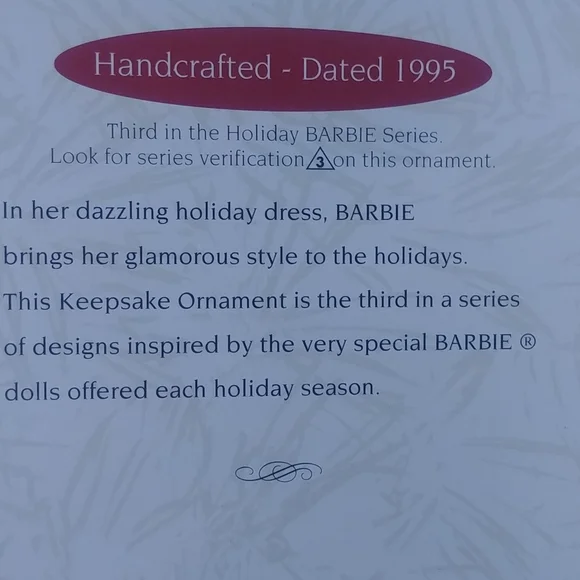 Handcrafted - Dated 1995
Third in the Holiday BARBIE Series.
Look for series verification 3 on this ornament.
In her dazzling holiday dress, BARBIE
brings her glamorous style to the holidays.
This Keepsake Ornament is the third in a series
of designs inspired by the very special BARBIE ®
dolls offered each holiday season.